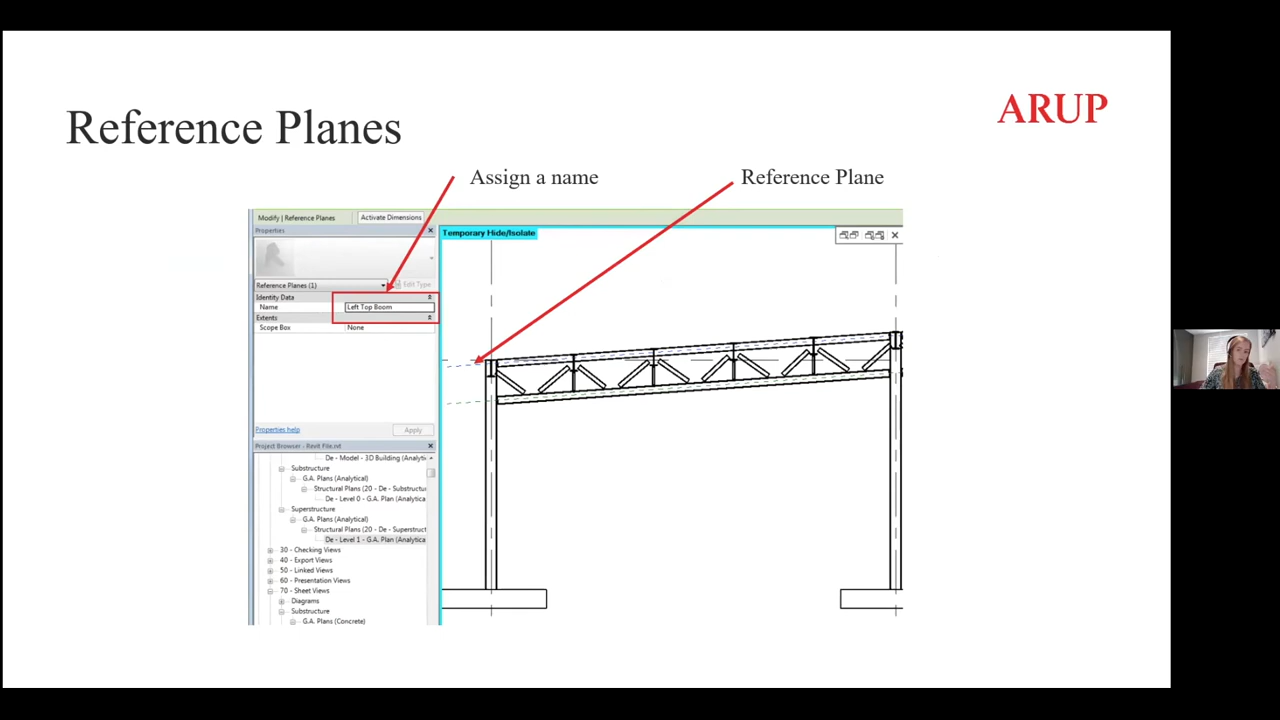 Reference Planes
ARUP
Assign a name
Reference Plane
Modify | Reference Planes
Activate Dimensions
Properties
Temporary Hide/Isolate
Reference Planes (1)
Edit Type
Identity Data
Name
Left Top Boom
Extents
Scope Box
None
Properties help
Apply
Project Browser - Revit File.rvt
De - Model - 3D Building (Analytic
Substructure
G.A. Plans (Analytical)
Structural Plans (20 - De - Substructu
De - Level 0 - G.A. Plan (Analytica
Superstructure
G.A. Plans (Analytical)
Structural Plans (20 - De - Superstruct
De - Level 1 - G.A. Plan (Analytica
30 - Checking Views
40 - Export Views
50 - Linked Views
60 - Presentation Views
70 - Sheet Views
Diagrams
Substructure
G.A. Plans (Concrete)